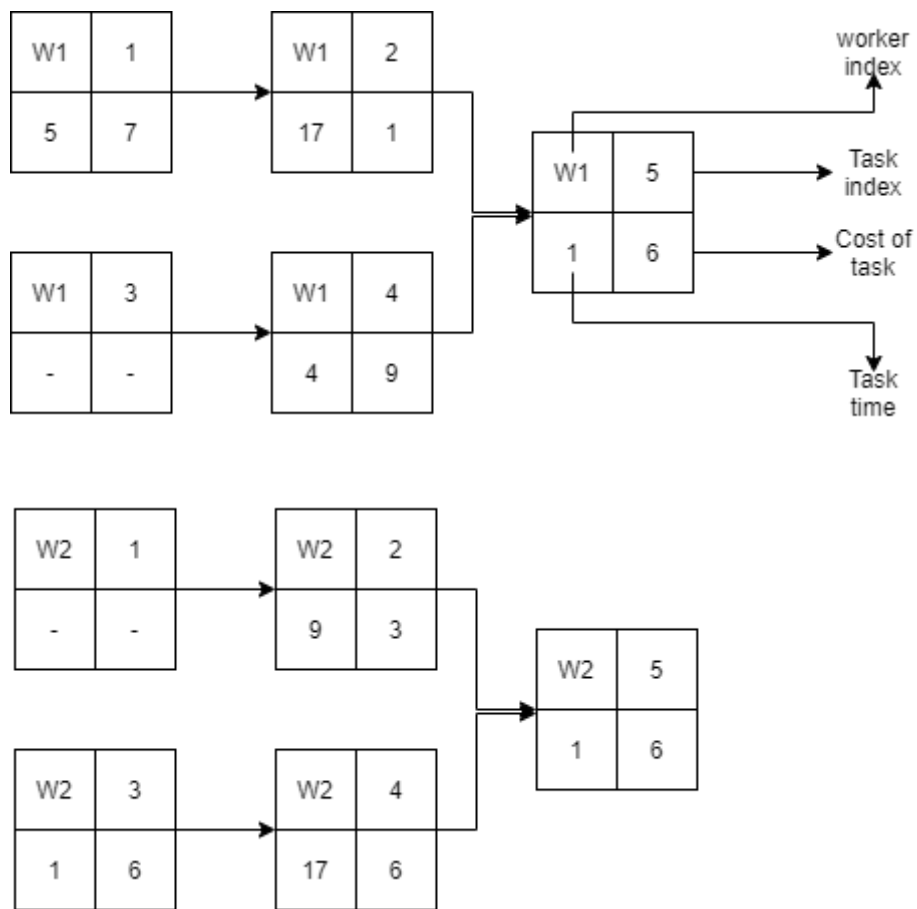 W1 1
5 7
W1 2
17 1
W1 3
- -
W1 4
4 9
W1 5
1 6
worker
index
Task
index
Cost of
task
Task
time
W2 1
- -
W2 2
9 3
W2 3
1 6
W2 4
17 6
W2 5
1 6